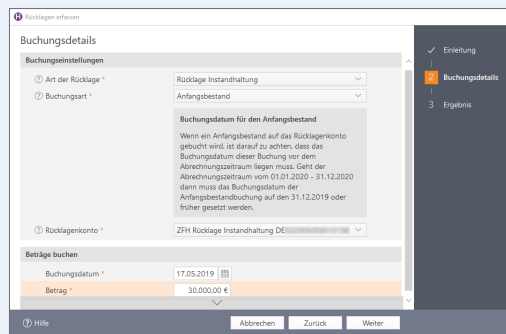 Rücklagen erfassen
Buchungsdetails
Buchungseinstellungen
Art der Rücklage *
Rücklage Instandhaltung
Buchungsart *
Anfangsbestand
Buchungsdatum für den Anfangsbestand
Wenn ein Anfangsbestand auf das Rücklagenkonto
gebucht wird, ist darauf zu achten, dass das
Buchungsdatum dieser Buchung vor dem
Abrechnungszeitraum liegen muss. Geht der
Abrechnungszeitraum vom 01.01.2020 - 31.12.2020
dann muss das Buchungsdatum der
Anfangsbestandbuchung auf den 31.12.2019 oder
früher gesetzt werden.
Rücklagenkonto *
ZFH Rücklage Instandhaltung DE
Beträge buchen
Buchungsdatum *
17.05.2019
Betrag *
30.000,00 €
Hilfe
Abbrechen
Zurück
Weiter
Einleitung
2 Buchungsdetails
3 Ergebnis